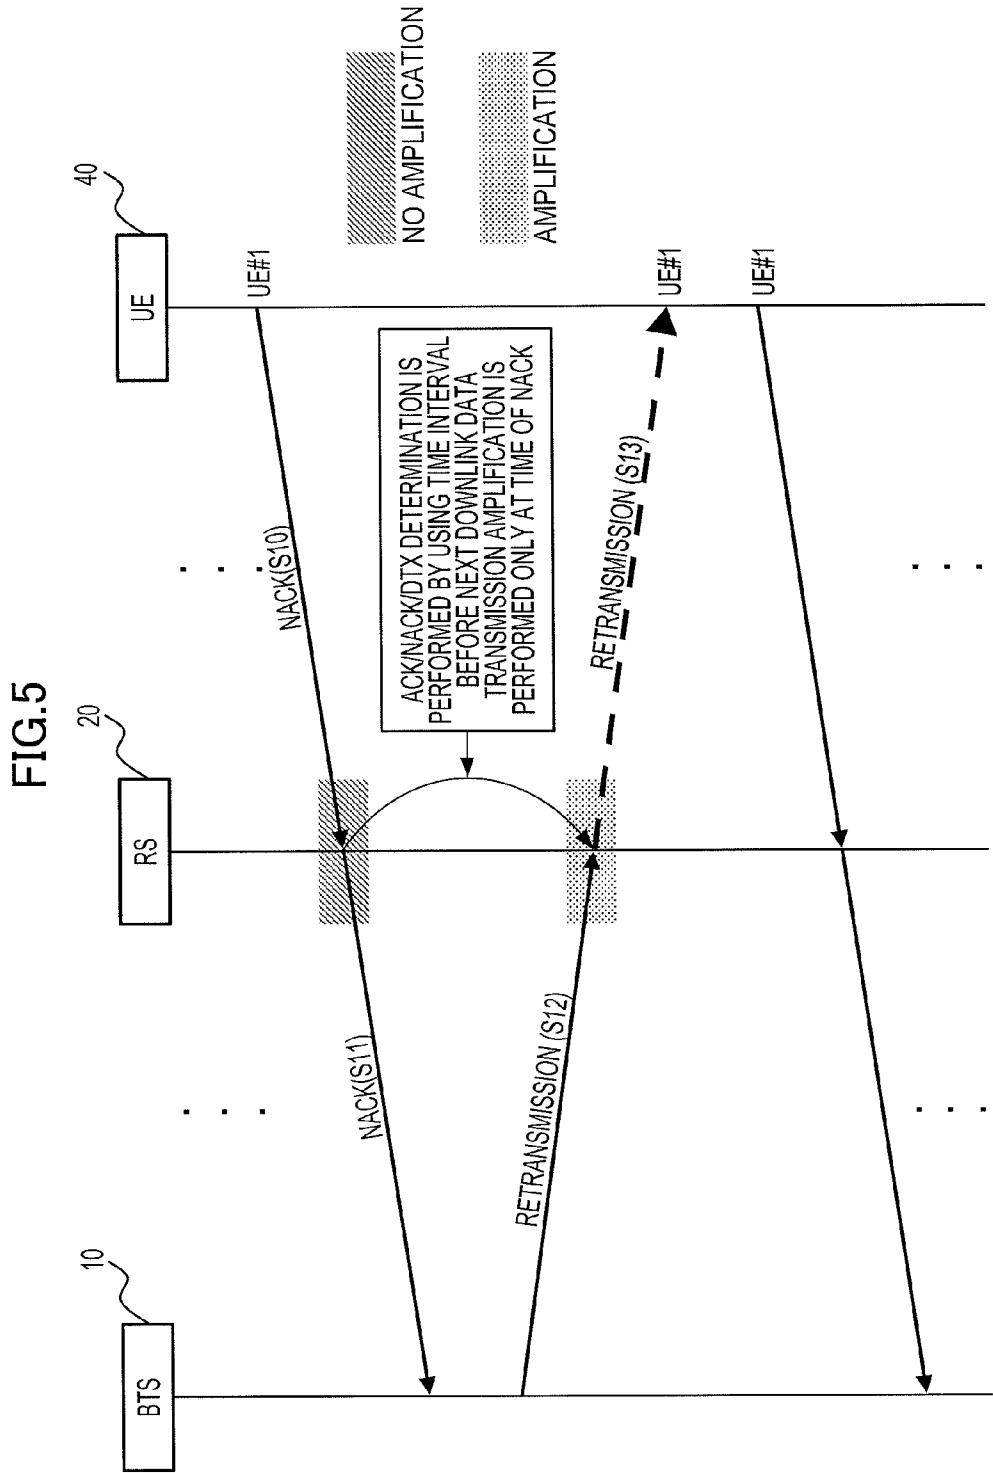 FIG.5
10
20
40
BTS
RS
UE
UE#1
NACK(S10)
NACK(S11)
ACK/NACK/DTX DETERMINATION IS
PERFORMED BY USING TIME INTERVAL
BEFORE NEXT DOWNLINK DATA
TRANSMISSION AMPLIFICATION IS
PERFORMED ONLY AT TIME OF NACK
RETRANSMISSION (S12)
RETRANSMISSION (S13)
UE#1
UE#1
NO AMPLIFICATION
AMPLIFICATION